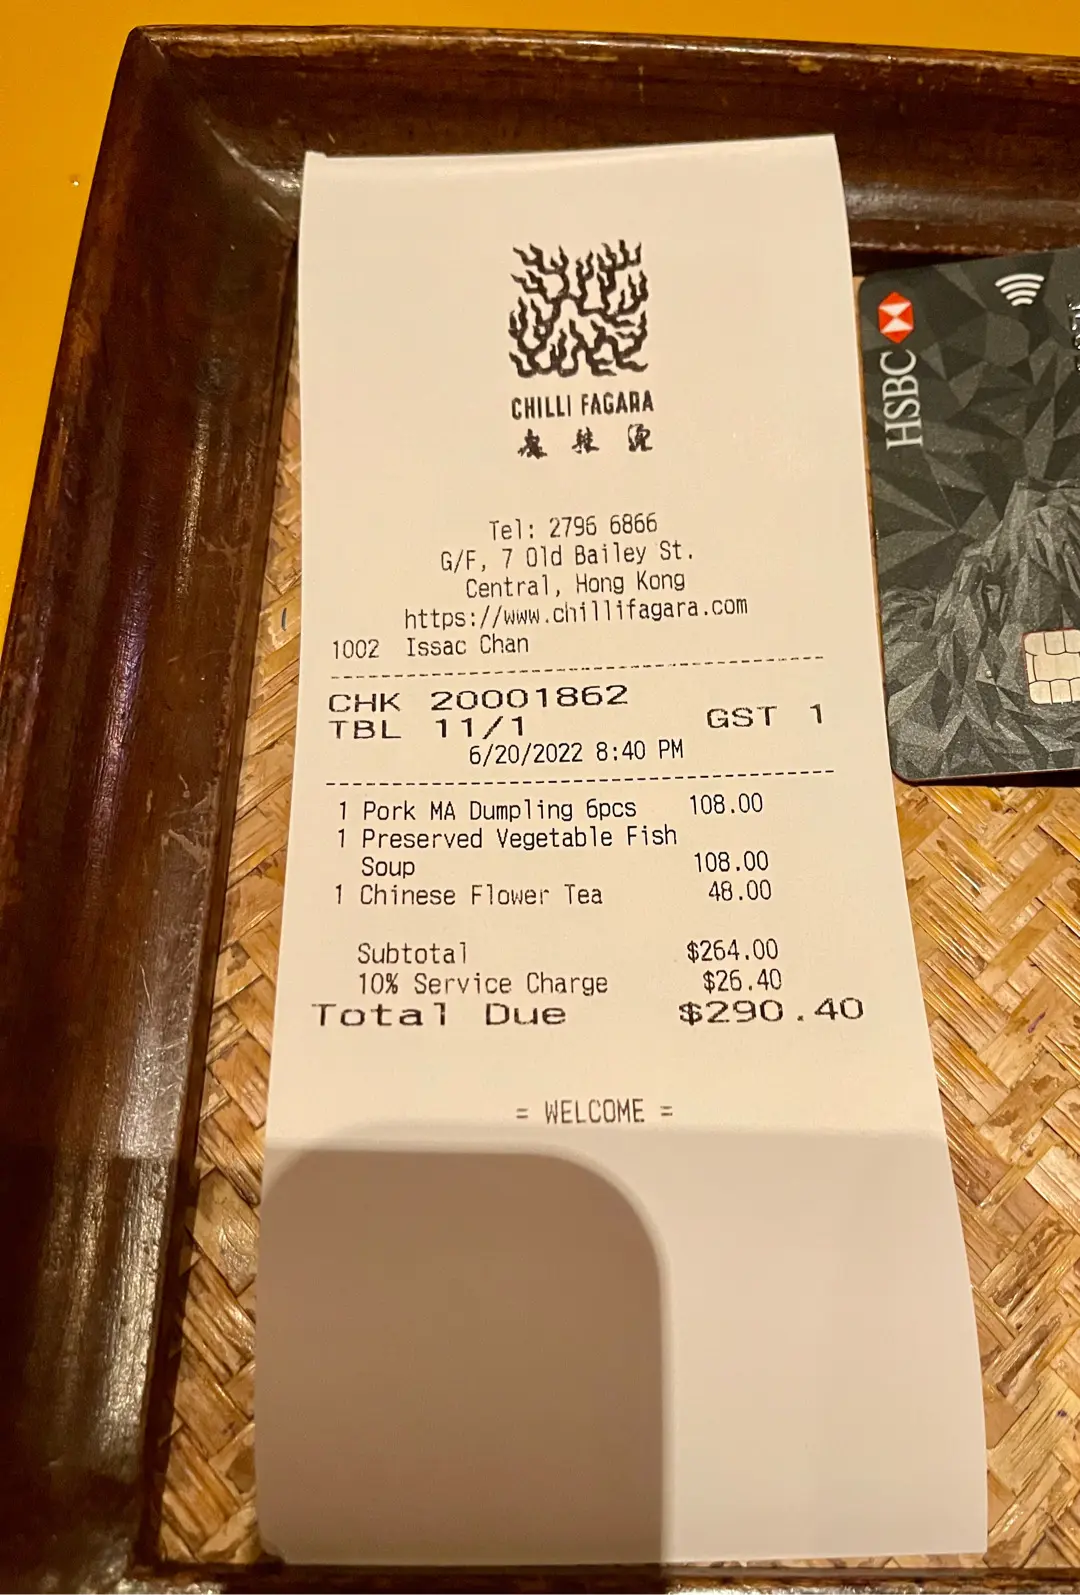 CHILLI FAGARA
麻 辣 燙
Tel: 2796 6866
G/F, 7 Old Bailey St.
Central, Hong Kong
https://www.chillifagara.com
1002 Issac Chan
CHK 20001862
TBL 11/1 GST 1
6/20/2022 8:40 PM
1 Pork MA Dumpling 6pcs 108.00
1 Preserved Vegetable Fish
Soup 108.00
1 Chinese Flower Tea 48.00
Subtotal $264.00
10% Service Charge $26.40
Total Due $290.40
= WELCOME =
HSBC